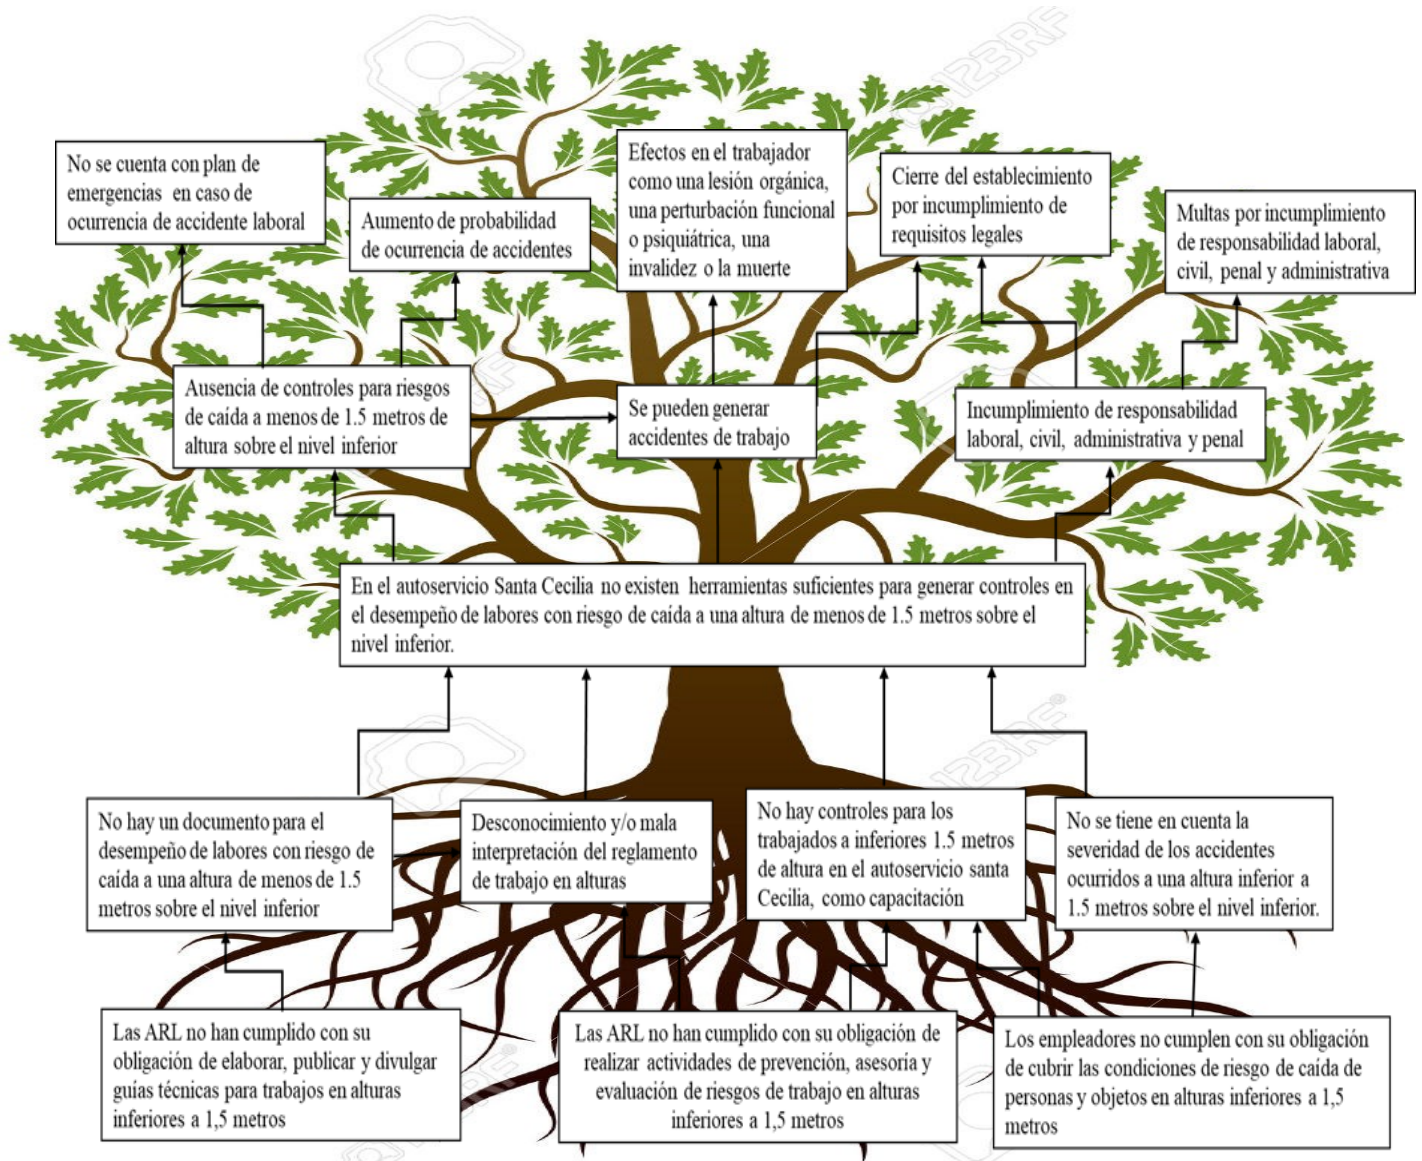 No se cuenta con plan de
emergencias en caso de
ocurrencia de accidente laboral
Aumento de probabilidad
de ocurrencia de accidentes
Efectos en el trabajador
como una lesión orgánica,
una perturbación funcional
o psiquiátrica, una
invalidez o la muerte
Cierre del establecimiento
por incumplimiento de
requisitos legales
Multas por incumplimiento
de responsabilidad laboral,
civil, penal y administrativa
Ausencia de controles para riesgos
de caída a menos de 1.5 metros de
altura sobre el nivel inferior
Se pueden generar
accidentes de trabajo
Incumplimiento de responsabilidad
laboral, civil, administrativa y penal
En el autoservicio Santa Cecilia no existen herramientas suficientes para generar controles en
el desempeño de labores con riesgo de caída a una altura de menos de 1.5 metros sobre el
nivel inferior.
No hay un documento para el
desempeño de labores con riesgo de
caída a una altura de menos de 1.5
metros sobre el nivel inferior
Desconocimiento y/o mala
interpretación del reglamento
de trabajo en alturas
No hay controles para los
trabajados a inferiores 1.5 metros
de altura en el autoservicio santa
Cecilia, como capacitación
No se tiene en cuenta la
severidad de los accidentes
ocurridos a una altura inferior a
1.5 metros sobre el nivel inferior.
Las ARL no han cumplido con su
obligación de elaborar, publicar y divulgar
guías técnicas para trabajos en alturas
inferiores a 1,5 metros
Las ARL no han cumplido con su obligación de
realizar actividades de prevención, asesoría y
evaluación de riesgos de trabajo en alturas
inferiores a 1,5 metros
Los empleadores no cumplen con su obligación
de cubrir las condiciones de riesgo de caída de
personas y objetos en alturas inferiores a 1,5
metros
123RF
123RF